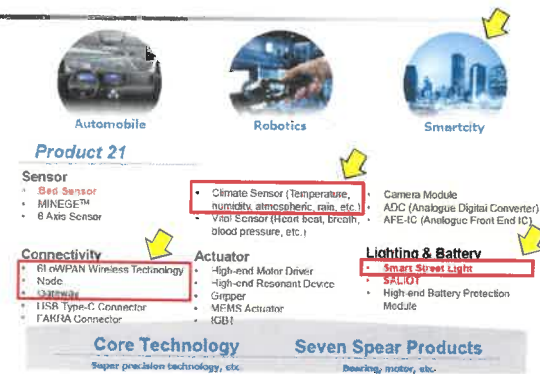 Automobile
Robotics
Smartcity
Product 21
Sensor
• Bed Sensor
• MINEGE™
• 6 Axis Sensor
• Climate Sensor (Temperature,
humidity, atmospheric, rain, etc.)
• Vital Sensor (Heart beat, breath,
blood pressure, etc.)
• Camera Module
• ADC (Analogue Digital Converter)
• AFE-IC (Analogue Front End IC)
Connectivity
• 6LoWPAN Wireless Technology
• Node
• Gateway
• USB Type-C Connector
• FAKRA Connector
Actuator
• High-end Motor Driver
• High-end Resonant Device
• Gripper
• MEMS Actuator
• IGBT
Lighting & Battery
• Smart Street Light
• SALIOT
• High-end Battery Protection
Module
Core Technology
Super precision technology, etc.
Seven Spear Products
Bearing, motor, etc.